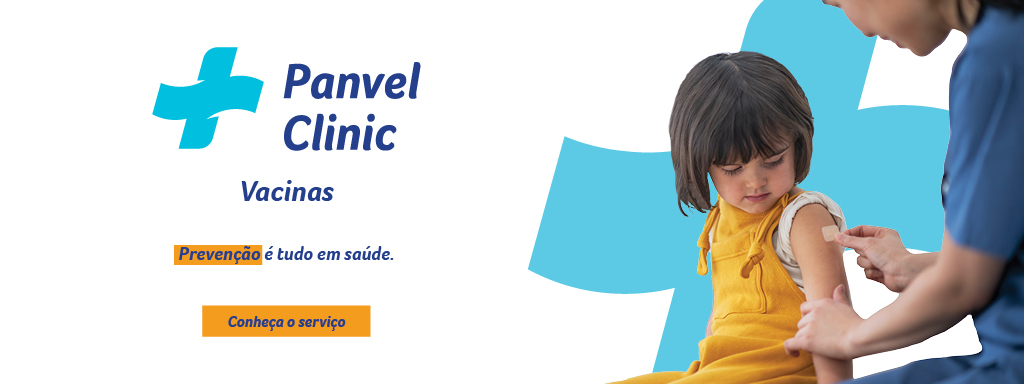 Panvel
Clinic
Vacinas
Prevenção é tudo em saúde.
Conheça o serviço